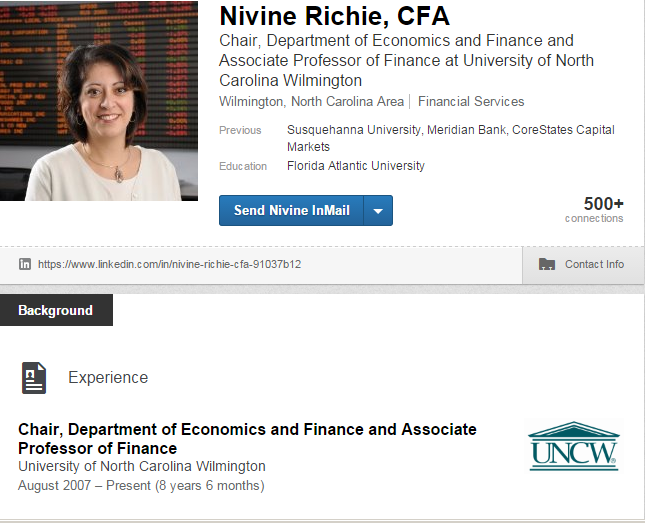 Nivine Richie, CFA
Chair, Department of Economics and Finance and
Associate Professor of Finance at University of North
Carolina Wilmington
Wilmington, North Carolina Area | Financial Services
Previous Susquehanna University, Meridian Bank, CoreStates Capital
Markets
Education Florida Atlantic University
Send Nivine InMail
500+
connections
in https://www.linkedin.com/in/nivine-richie-cfa-91037b12
Contact Info
Background
Experience
Chair, Department of Economics and Finance and Associate
Professor of Finance
University of North Carolina Wilmington
August 2007 – Present (8 years 6 months)
UNCW